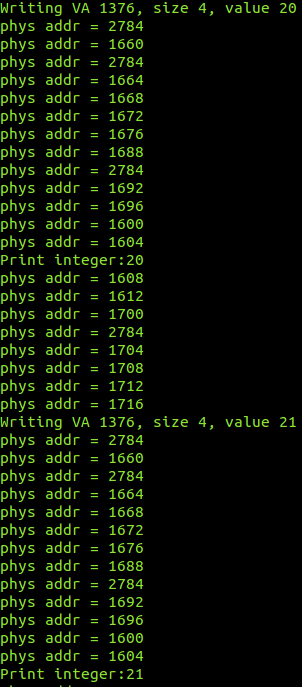 Writing VA 1376, size 4, value 20
phys addr = 2784
phys addr = 1660
phys addr = 2784
phys addr = 1664
phys addr = 1668
phys addr = 1672
phys addr = 1676
phys addr = 1688
phys addr = 2784
phys addr = 1692
phys addr = 1696
phys addr = 1600
phys addr = 1604
Print integer:20
phys addr = 1608
phys addr = 1612
phys addr = 1700
phys addr = 2784
phys addr = 1704
phys addr = 1708
phys addr = 1712
phys addr = 1716
Writing VA 1376, size 4, value 21
phys addr = 2784
phys addr = 1660
phys addr = 2784
phys addr = 1664
phys addr = 1668
phys addr = 1672
phys addr = 1676
phys addr = 1688
phys addr = 2784
phys addr = 1692
phys addr = 1696
phys addr = 1600
phys addr = 1604
Print integer:21